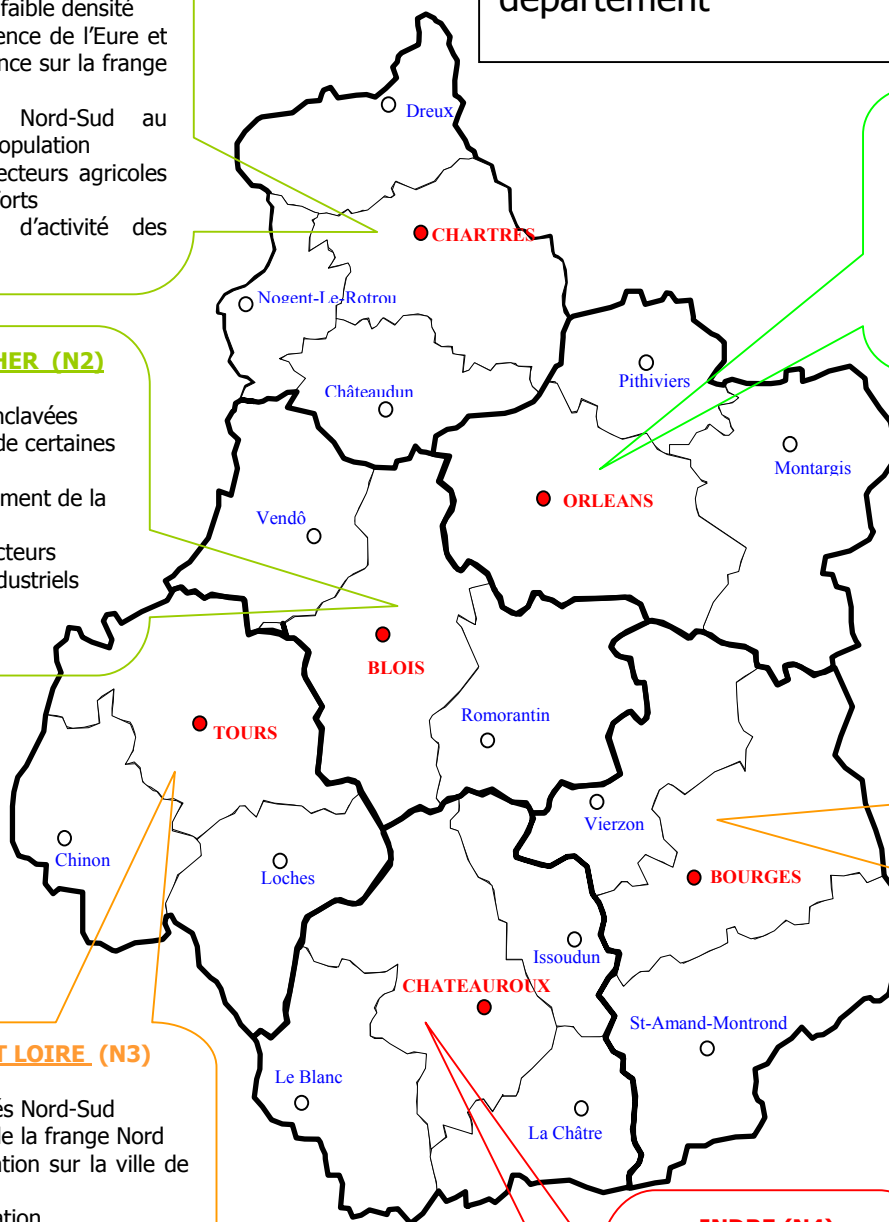 faible densité
ence de l'Eure et
nce sur la frange
Nord-Sud au
opulation
ecteurs agricoles
orts
d'activité des
département
Dreux
CHARTRES
Nogent-Le-Rotrou
HER (N2)
nclavées
de certaines
ment de la
cteurs
dustriels
Châteaudun
Pithiviers
Montargis
ORLEANS
Vendô
BLOIS
TOURS
Romorantin
Vierzon
Chinon
Loches
BOURGES
Issoudun
CHATEAUROUX
St-Amand-Montrond
Le Blanc
La Châtre
T LOIRE (N3)
és Nord-Sud
de la frange Nord
ation sur la ville de
ation
INDRE (N4)